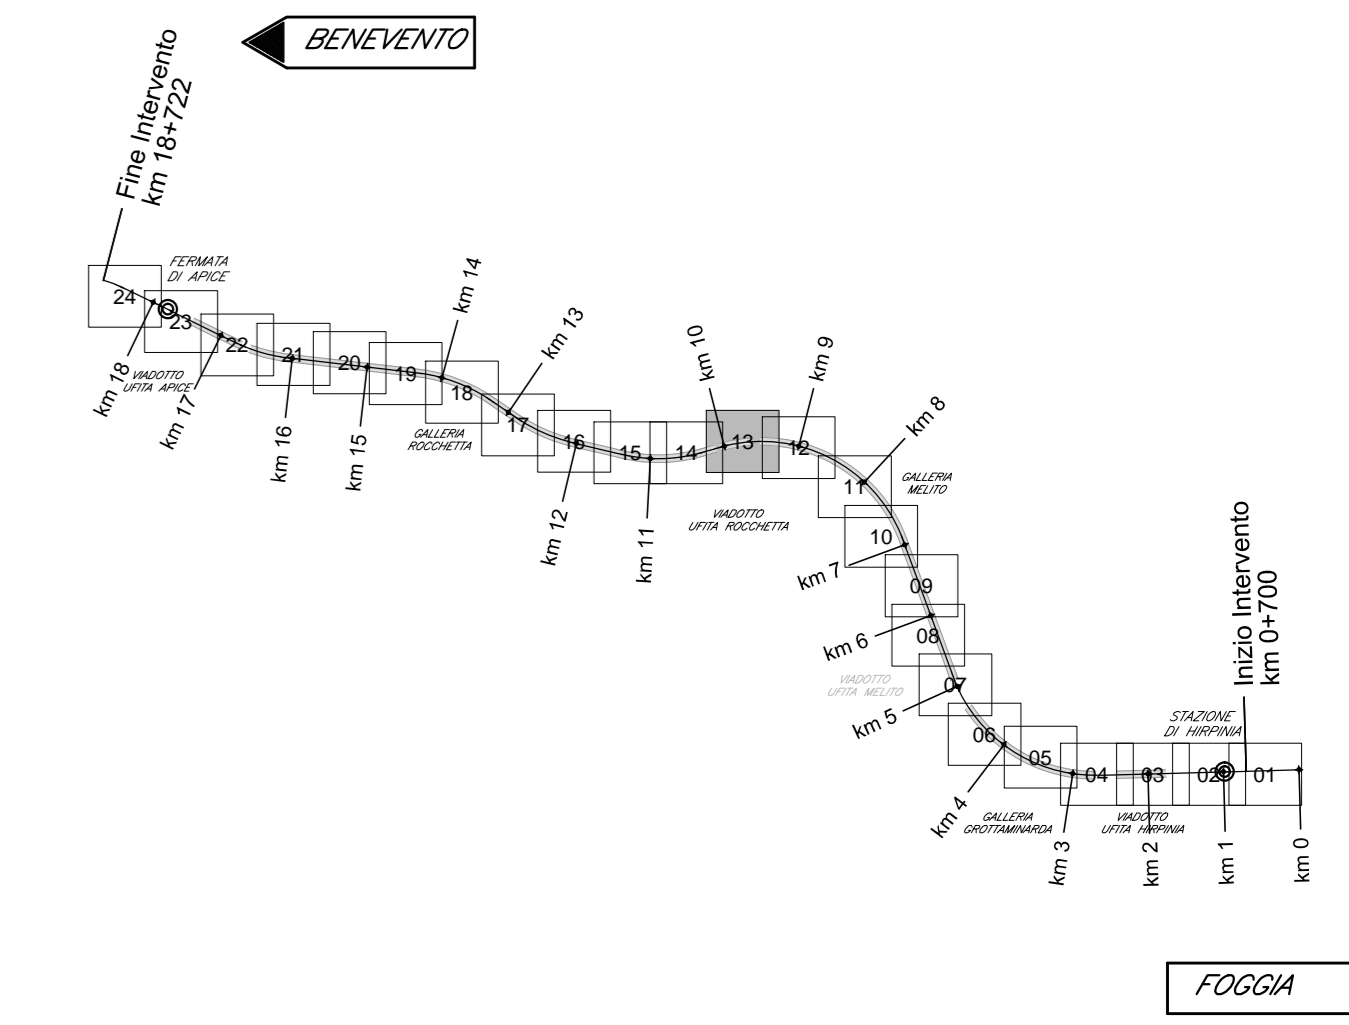 BENEVENTO
Fine Intervento
km 18+722
FERMATA
DI APICE
24
23
22
21
20
19
18
17
16
15
14
13
12
11
10
09
08
07
06
05
04
03
02
01
km 18
VIADOTTO
UFITA APICE
km 17
km 16
km 15
km 14
GALLERIA
ROCCHETTA
km 13
km 12
km 11
km 10
VIADOTTO
UFITA ROCCHETTA
km 9
km 8
GALLERIA
MELITO
km 7
km 6
VIADOTTO
UFITA MELITO
km 5
km 4
GALLERIA
GROTTAMINARDA
km 3
VIADOTTO
UFITA HIRPINIA
km 2
STAZIONE
DI HIRPINIA
km 1
Inizio Intervento
km 0+700
km 0
FOGGIA